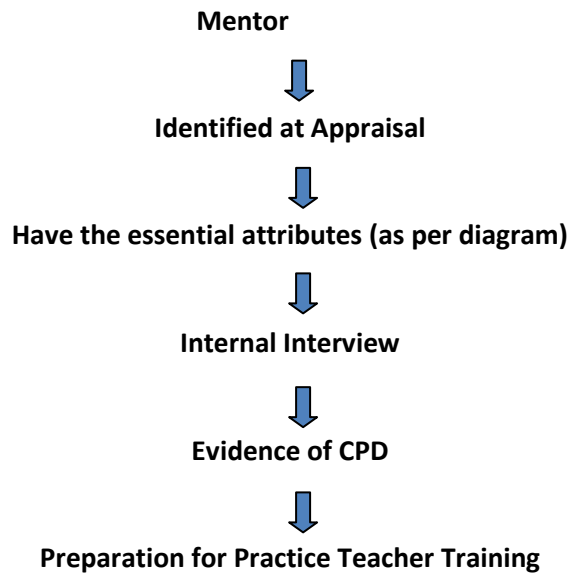 Mentor
Identified at Appraisal
Have the essential attributes (as per diagram)
Internal Interview
Evidence of CPD
Preparation for Practice Teacher Training